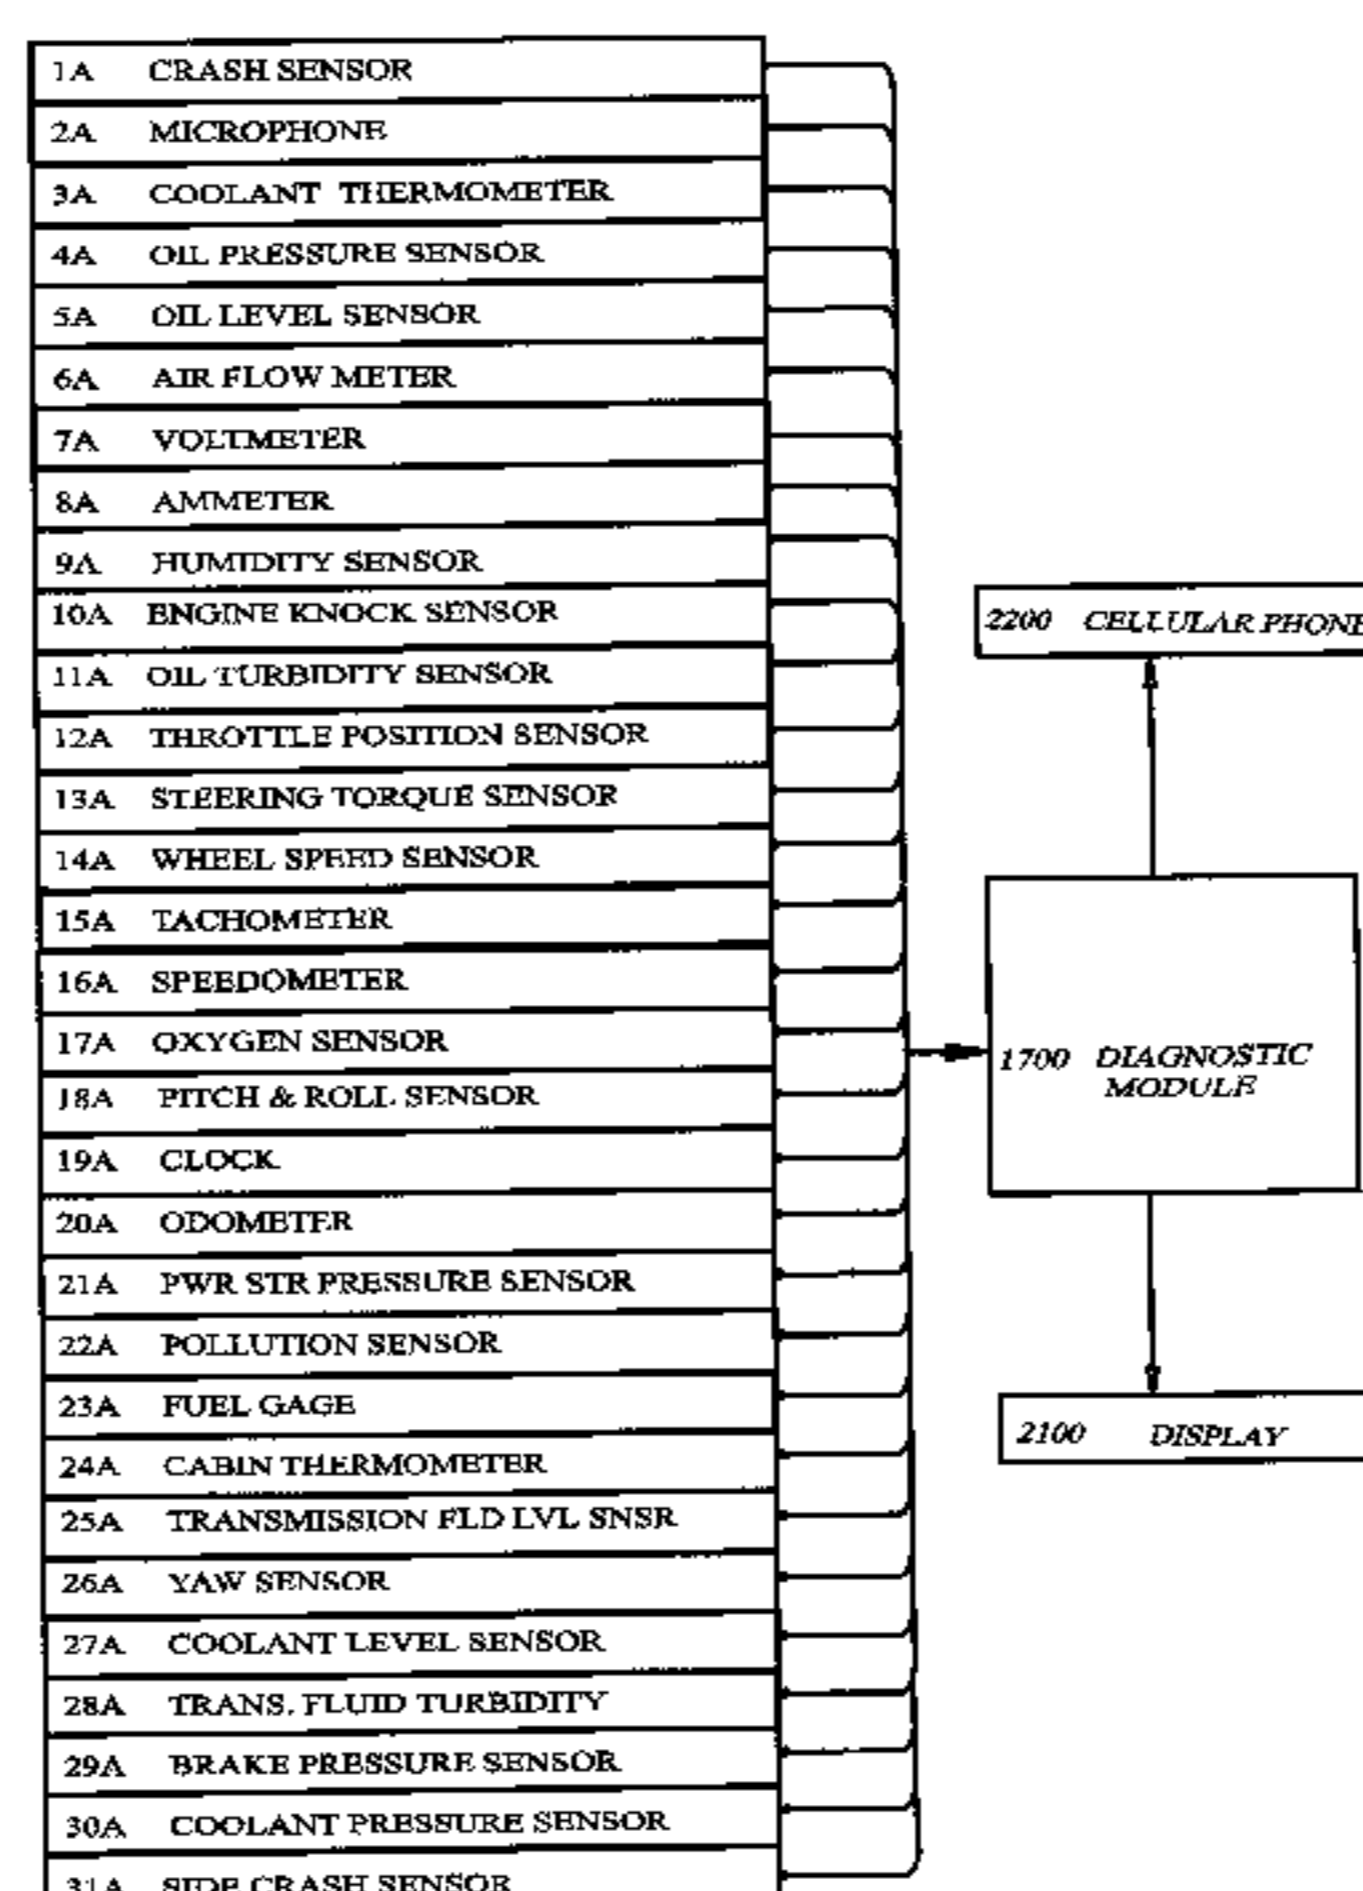 1A CRASH SENSOR
2A MICROPHONE
3A COOLANT THERMOMETER
4A OIL PRESSURE SENSOR
5A OIL LEVEL SENSOR
6A AIR FLOW METER
7A VOLTMETER
8A AMMETER
9A HUMIDITY SENSOR
10A ENGINE KNOCK SENSOR
11A OIL TURBIDITY SENSOR
12A THROTTLE POSITION SENSOR
13A STEERING TORQUE SENSOR
14A WHEEL SPEED SENSOR
15A TACHOMETER
16A SPEEDOMETER
17A OXYGEN SENSOR
18A PITCH & ROLL SENSOR
19A CLOCK
20A ODOMETER
21A PWR STR PRESSURE SENSOR
22A POLLUTION SENSOR
23A FUEL GAGE
24A CABIN THERMOMETER
25A TRANSMISSION FLD LVL SNSR
26A YAW SENSOR
27A COOLANT LEVEL SENSOR
28A TRANS. FLUID TURBIDITY
29A BRAKE PRESSURE SENSOR
30A COOLANT PRESSURE SENSOR
31A SIDE CRASH SENSOR
2200 CELLULAR PHONE
1700 DIAGNOSTIC
MODULE
2100 DISPLAY